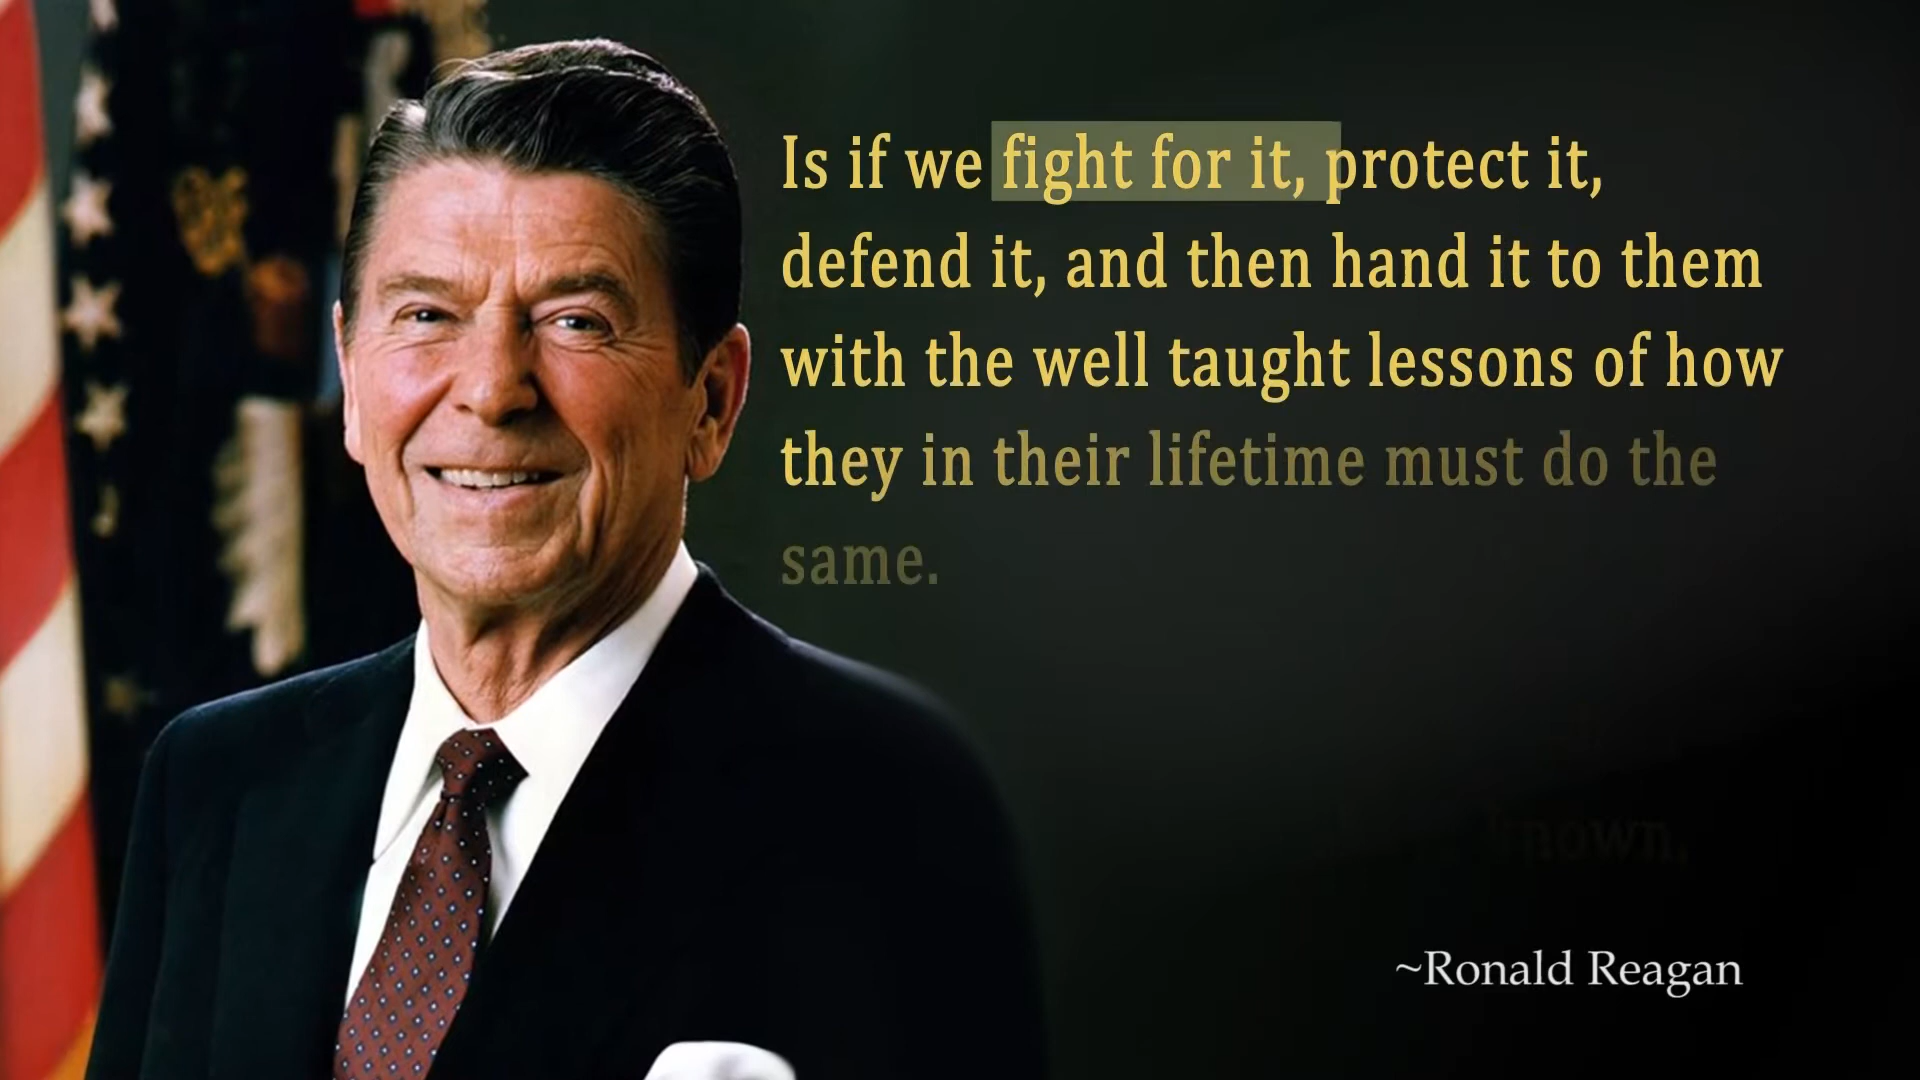 Is if we fight for it, protect it,
defend it, and then hand it to them
with the well taught lessons of how
they in their lifetime must do the
same.
known,
~Ronald Reagan